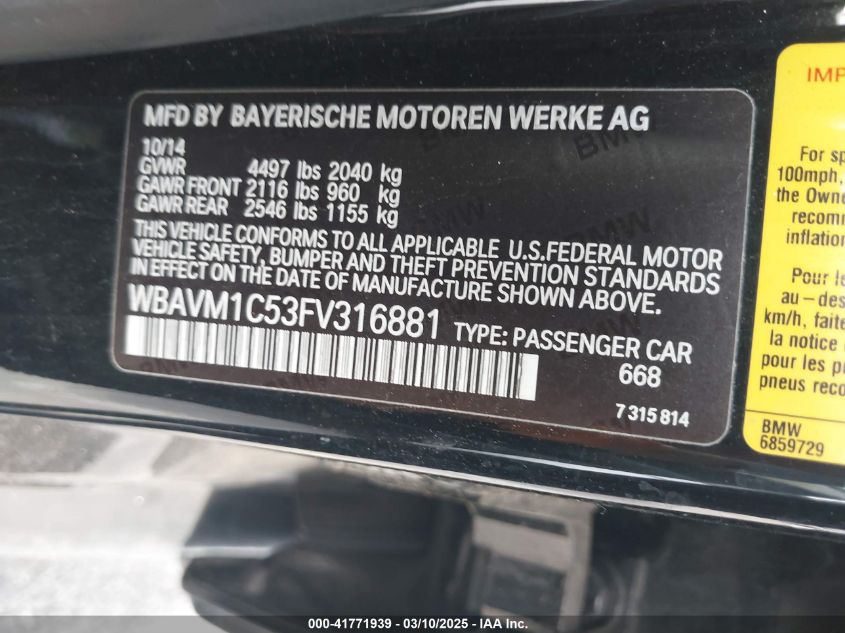 MFD BY BAYERISCHE MOTOREN WERKE AG
10/14
GVWR 4497 lbs 2040 kg
GAWR FRONT 2116 lbs 960 kg
GAWR REAR 2546 lbs 1155 kg
THIS VEHICLE CONFORMS TO ALL APPLICABLE U.S.FEDERAL MOTOR
VEHICLE SAFETY, BUMPER AND THEFT PREVENTION STANDARDS
IN EFFECT ON THE DATE OF MANUFACTURE SHOWN ABOVE.
WBAVM1C53FV316881 TYPE: PASSENGER CAR
668
7 315 814
For sp
100mph,
the Owne
recomm
inflation
Pour le
au-des
km/h, faite
la notice
pour les p
pneus reco
BMW
6859729
000-41771939 - 03/10/2025 - IAA Inc.